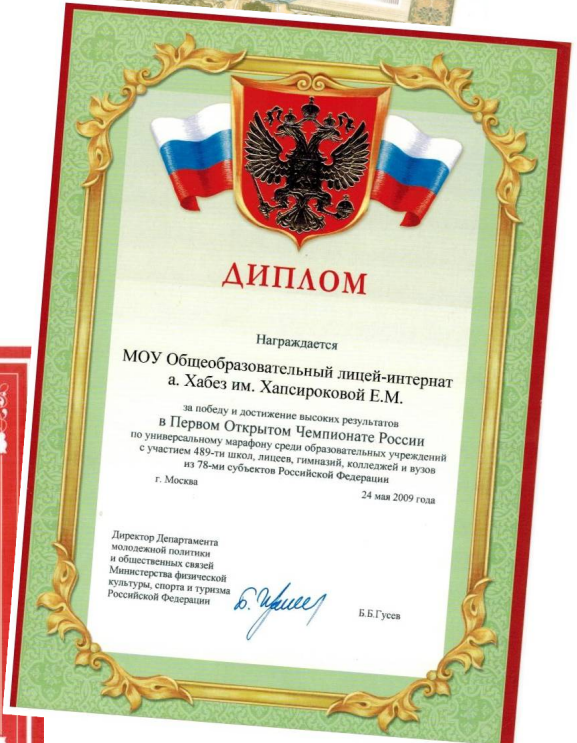 ДИПЛОМ
Награждается
МОУ Общеобразовательный лицей-интернат
а. Хабез им. Хапсироковой Е.М.
за победу и достижение высоких результатов
в Первом Открытом Чемпионате России
по универсальному марафону среди образовательных учреждений
с участием 489-ти школ, лицеев, гимназий, колледжей и вузов
из 78-ми субъектов Российской Федерации
г. Москва
24 мая 2009 года
Директор Департамента
молодежной политики
и общественных связей
Министерства физической
культуры, спорта и туризма
Российской Федерации
Б.Б.Гусев